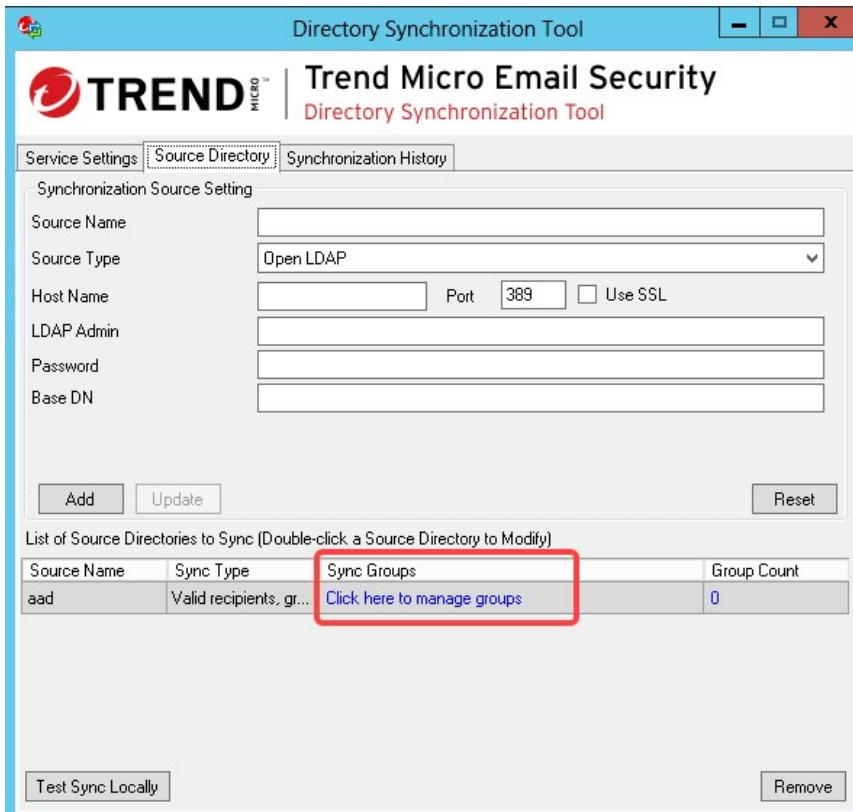 Directory Synchronization Tool
TREND MICRO™ Trend Micro Email Security
Directory Synchronization Tool
Service Settings Source Directory Synchronization History
Synchronization Source Setting
Source Name
Source Type Open LDAP
Host Name Port 389 Use SSL
LDAP Admin
Password
Base DN
Add Update Reset
List of Source Directories to Sync (Double-click a Source Directory to Modify)
Source Name Sync Type Sync Groups Group Count
aad Valid recipients, gr... Click here to manage groups 0
Test Sync Locally Remove